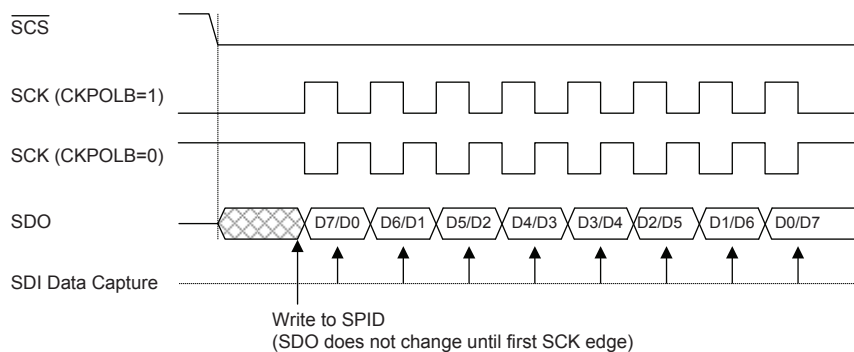 SCS
SCK (CKPOLB=1)
SCK (CKPOLB=0)
SDO
D7/D0 D6/D1 D5/D2 D4/D3 D3/D4 D2/D5 D1/D6 D0/D7
SDI Data Capture
Write to SPID
(SDO does not change until first SCK edge)